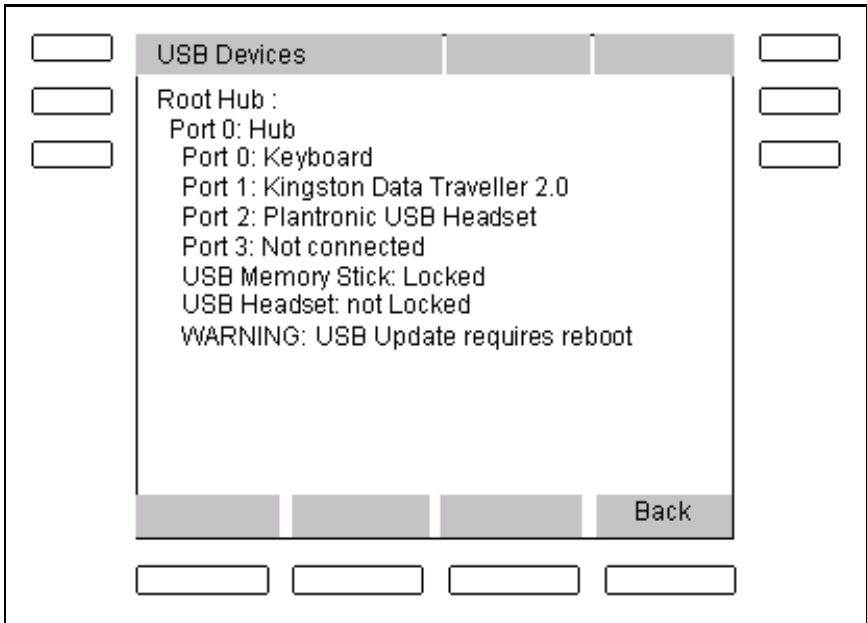 USB Devices
Root Hub :
Port 0: Hub
Port 0: Keyboard
Port 1: Kingston Data Traveller 2.0
Port 2: Plantronic USB Headset
Port 3: Not connected
USB Memory Stick: Locked
USB Headset: not Locked
WARNING: USB Update requires reboot
Back